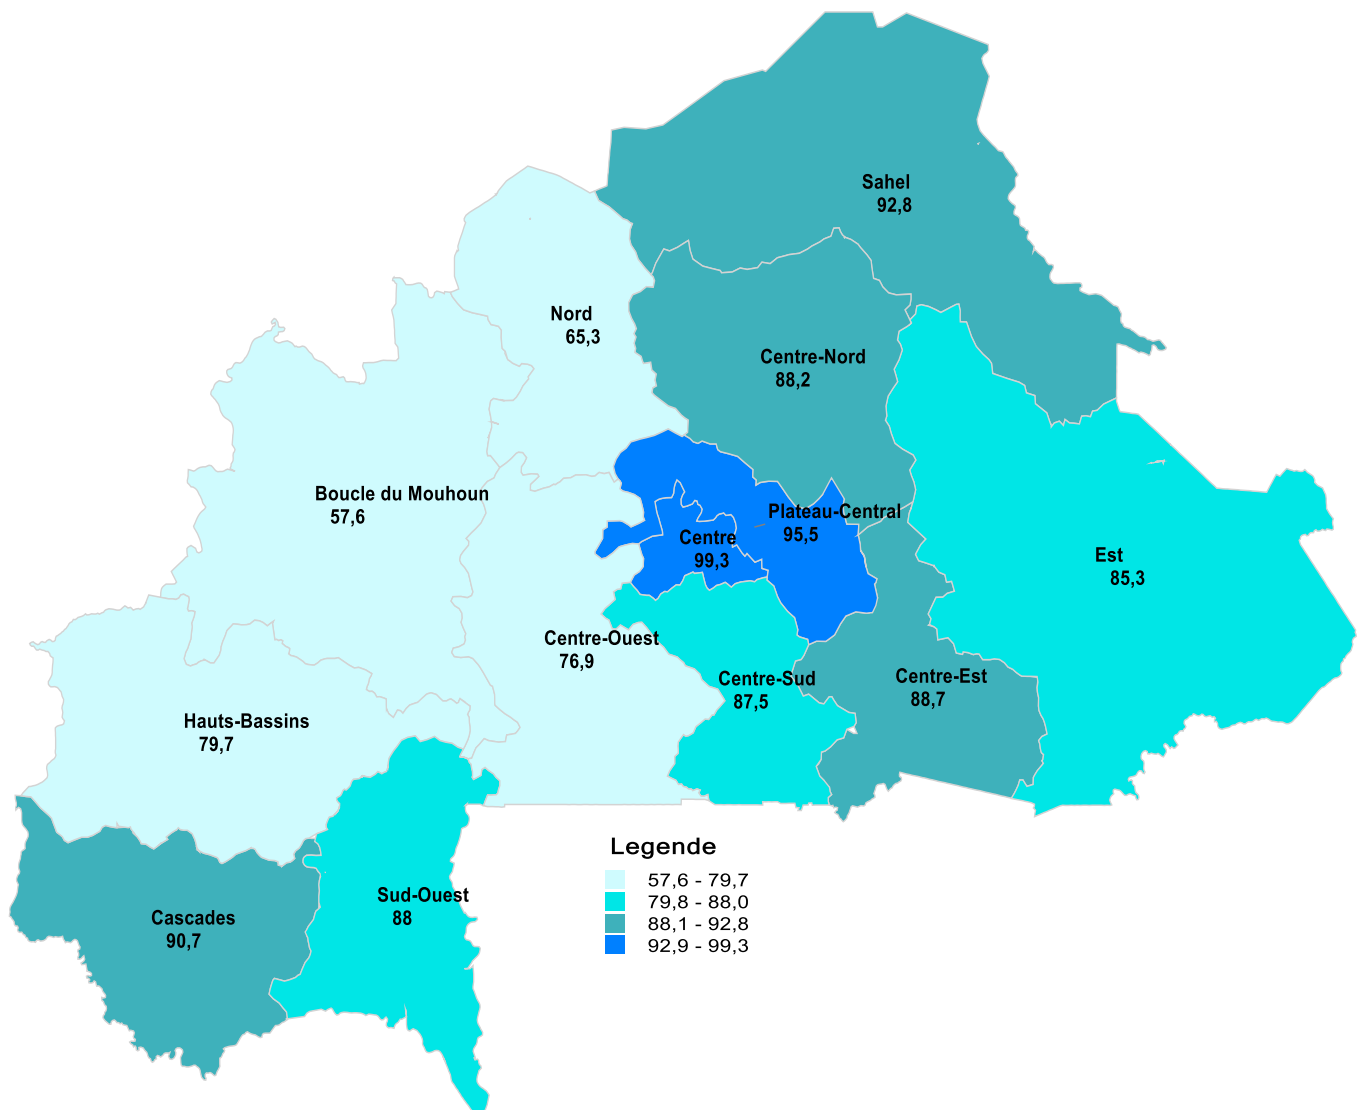 Sahel
92,8
Nord
65,3
Centre-Nord
88,2
Boucle du Mouhoun
57,6
Plateau-Central
95,5
Centre
99,3
Est
85,3
Centre-Ouest
76,9
Centre-Sud
87,5
Centre-Est
88,7
Hauts-Bassins
79,7
Sud-Ouest
88
Cascades
90,7
Legende
57,6 - 79,7
79,8 - 88,0
88,1 - 92,8
92,9 - 99,3